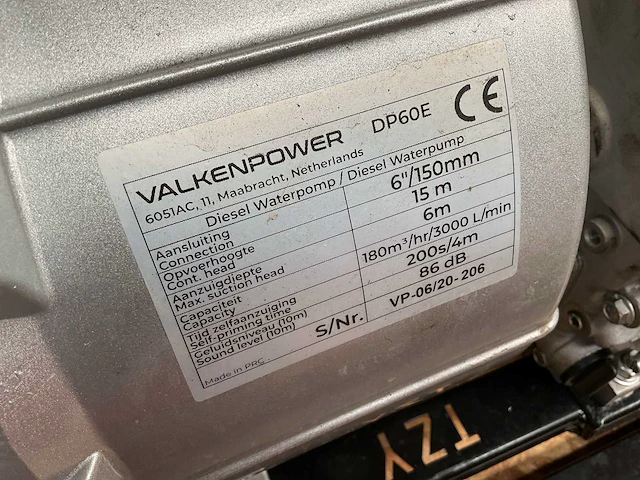 VALKENPOWER DP60E CE
6051AC, 11, Maabracht, Netherlands
Diesel Waterpomp / Diesel Waterpump
Aansluiting
Connection
6"/150mm
Opvoerhoogte
Cont. head
15 m
Aanzuigdiepte
Max. suction head
6m
Capaciteit
Capacity
180m³/hr/3000 L/min
Tijd zelfaanzuiging
Self-priming time
200s/4m
Geluidsniveau (10m)
Sound level (10m)
86 dB
S/Nr. VP-06/20-206
Made in PRC
TZY